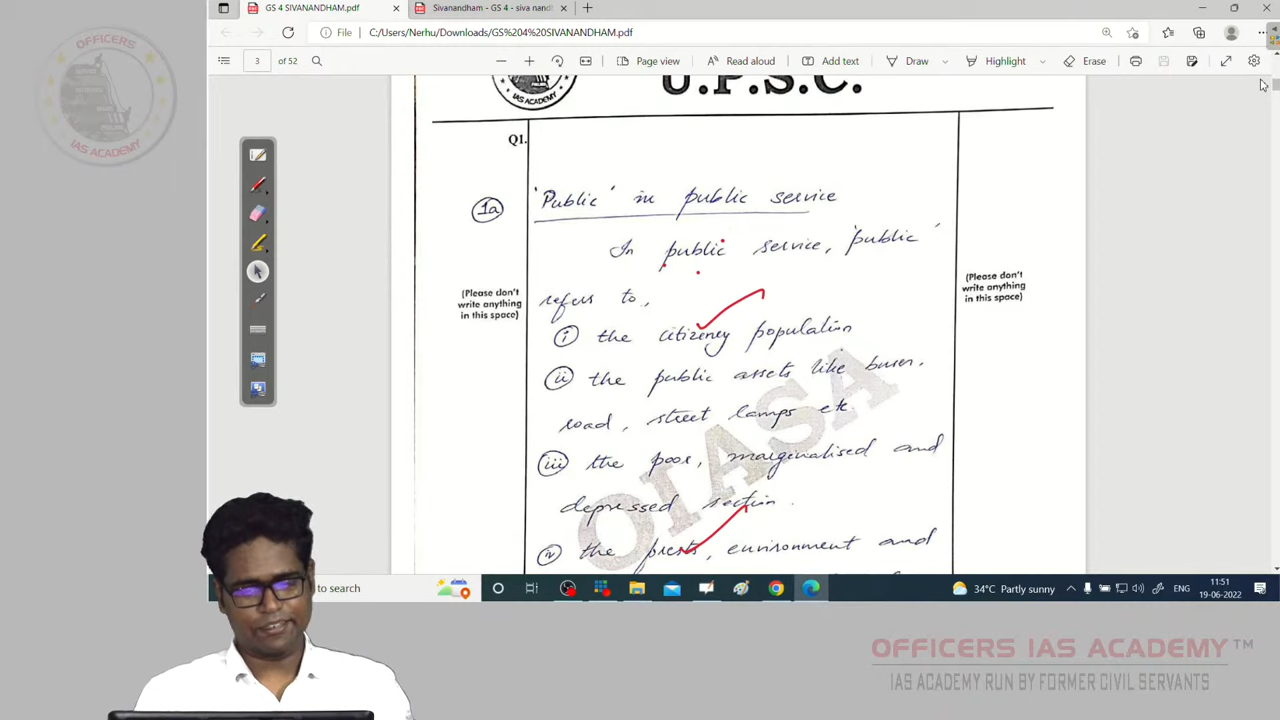 OFFICERS
IAS ACADEMY
GS 4 SIVANANDHAM.pdf
Sivanandham - GS 4 - siva nandh
File
C:/Users/Nerhu/Downloads/GS%204%20SIVANANDHAM.pdf
3 of 52
Page view
Read aloud
Add text
Draw
Highlight
Erase
IAS ACADEMY
U.P.S.C.
Q1.
1a 'Public' in public service
In public service, 'public'
refers to,
(Please don't
write anything
in this space)
(Please don't
write anything
in this space)
i the citizency population
ii the public assets like buses,
road, street lamps etc
iii the poor, marginalised and
depressed section.
iv the environment and
OIASA
to search
34°C Partly sunny
ENG
11:51
19-06-2022
OFFICERS IAS ACADEMY™
IAS ACADEMY RUN BY FORMER CIVIL SERVANTS